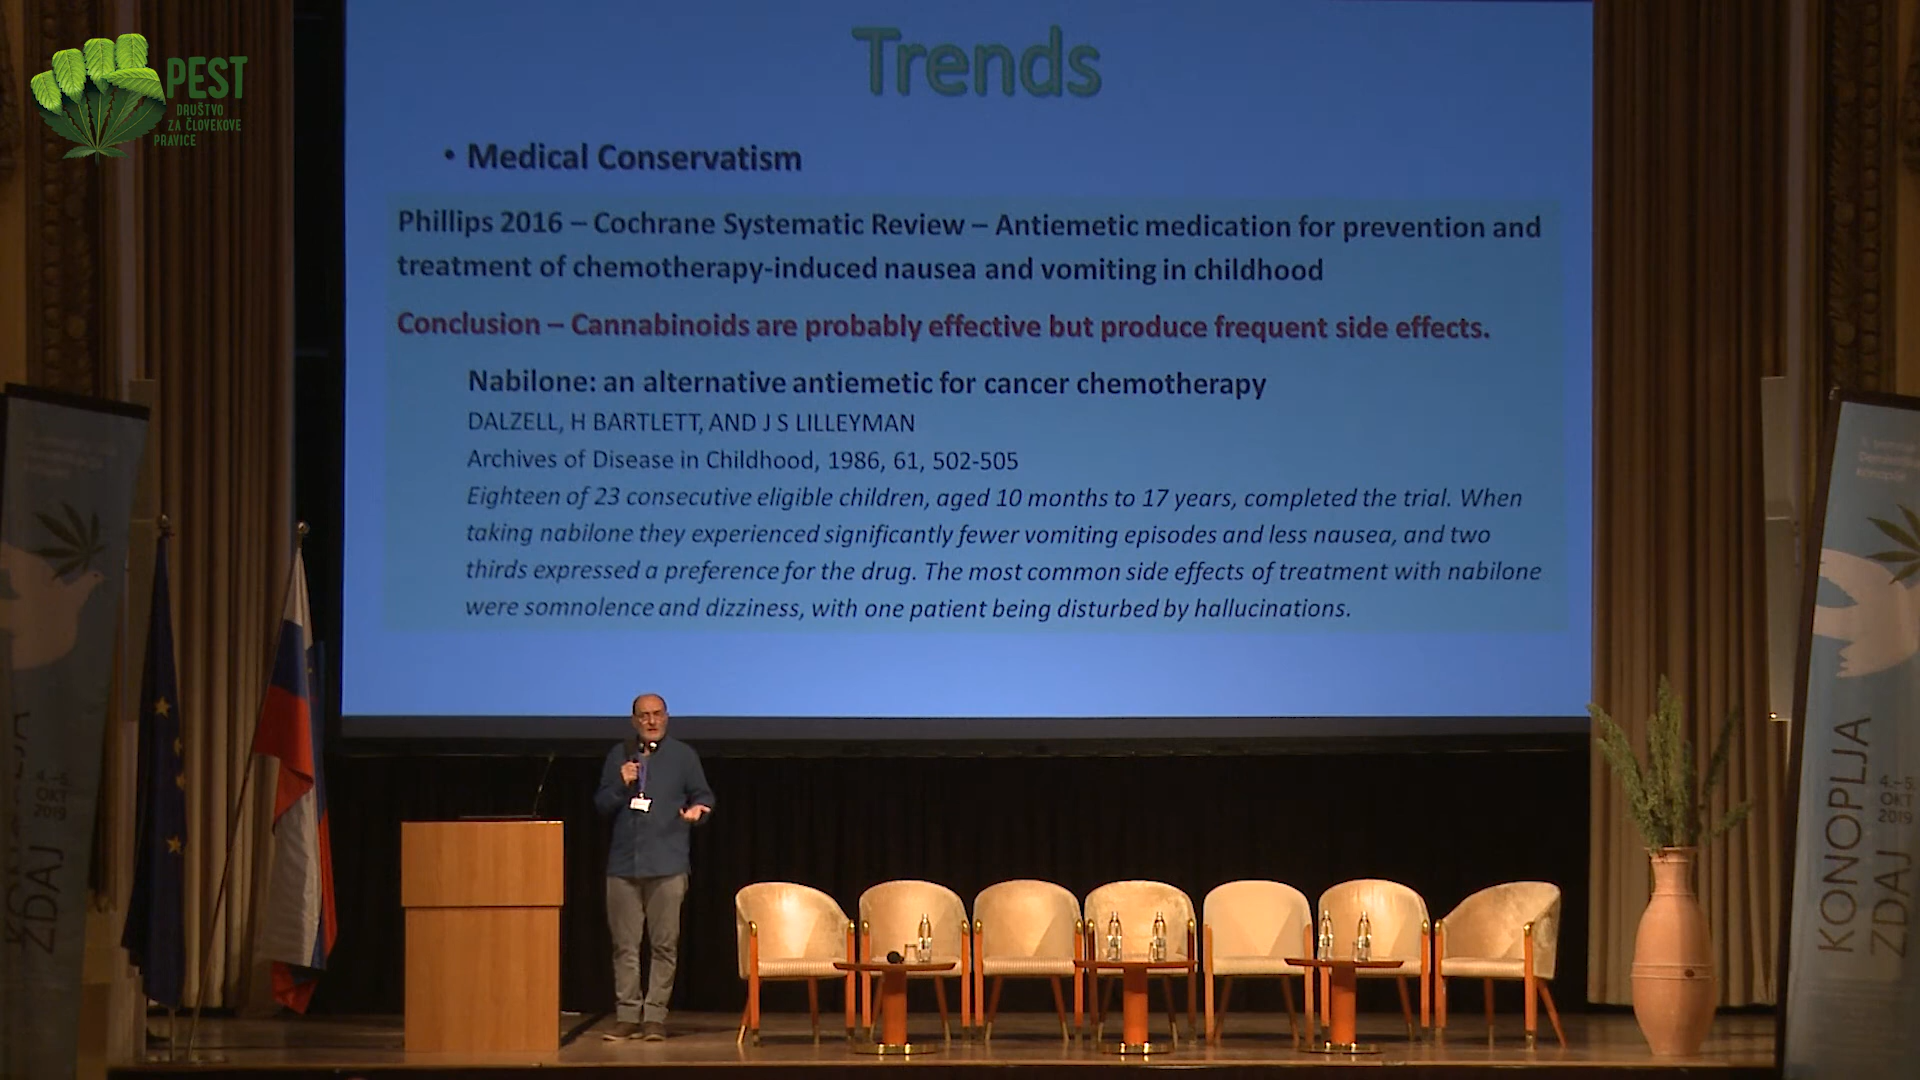 PEST
DRUŠTVO
ZA ČLOVEKOVE
PRAVICE
Trends
• Medical Conservatism
Phillips 2016 – Cochrane Systematic Review – Antiemetic medication for prevention and
treatment of chemotherapy-induced nausea and vomiting in childhood
Conclusion – Cannabinoids are probably effective but produce frequent side effects.
Nabilone: an alternative antiemetic for cancer chemotherapy
DALZELL, H BARTLETT, AND J S LILLEYMAN
Archives of Disease in Childhood, 1986, 61, 502-505
Eighteen of 23 consecutive eligible children, aged 10 months to 17 years, completed the trial. When
taking nabilone they experienced significantly fewer vomiting episodes and less nausea, and two
thirds expressed a preference for the drug. The most common side effects of treatment with nabilone
were somnolence and dizziness, with one patient being disturbed by hallucinations.
ZDAJ
OKT
2019
KONOPLJA
ZDAJ
4.–5.
OKT
2019